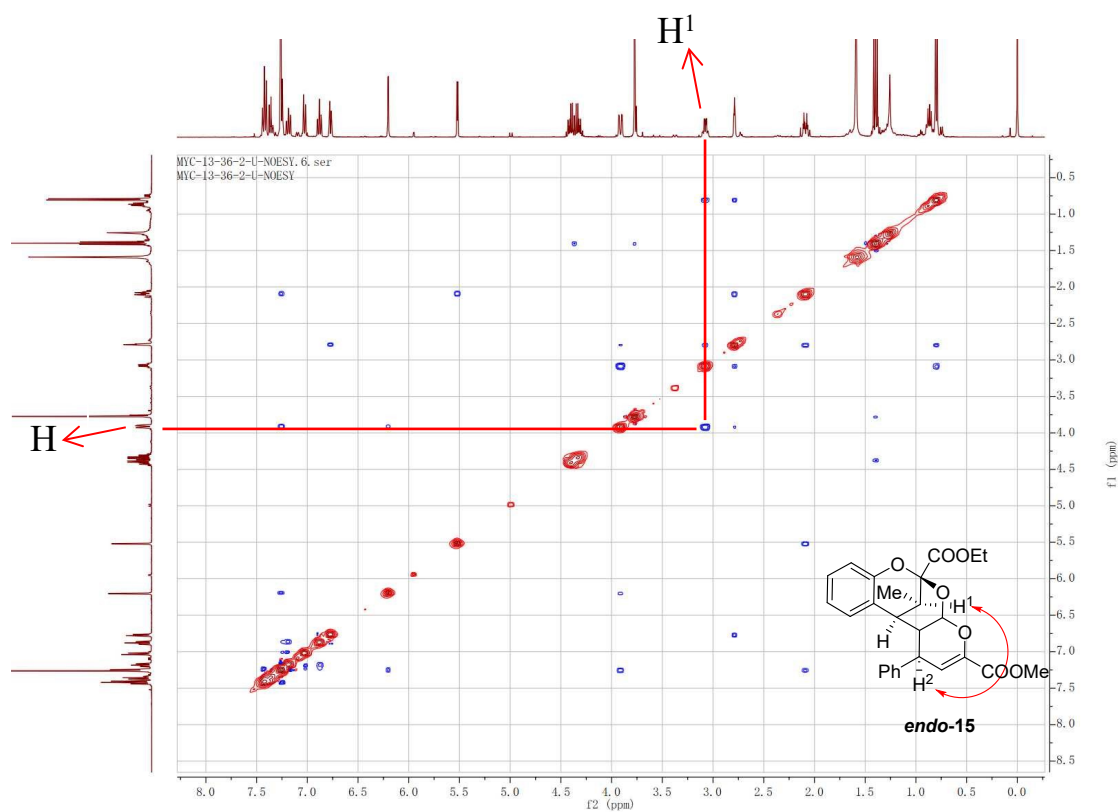 H¹
MYC-13-36-2-U-NOESY.6.ser
MYC-13-36-2-U-NOESY
H
0.5
1.0
1.5
2.0
2.5
3.0
3.5
4.0
4.5
5.0
5.5
6.0
6.5
7.0
7.5
8.0
8.5
f1 (ppm)
O
COOEt
Me
O
H¹
H
O
Ph
H²
COOMe
endo-15
8.0 7.5 7.0 6.5 6.0 5.5 5.0 4.5 4.0 3.5 3.0 2.5 2.0 1.5 1.0 0.5 0.0
f2 (ppm)